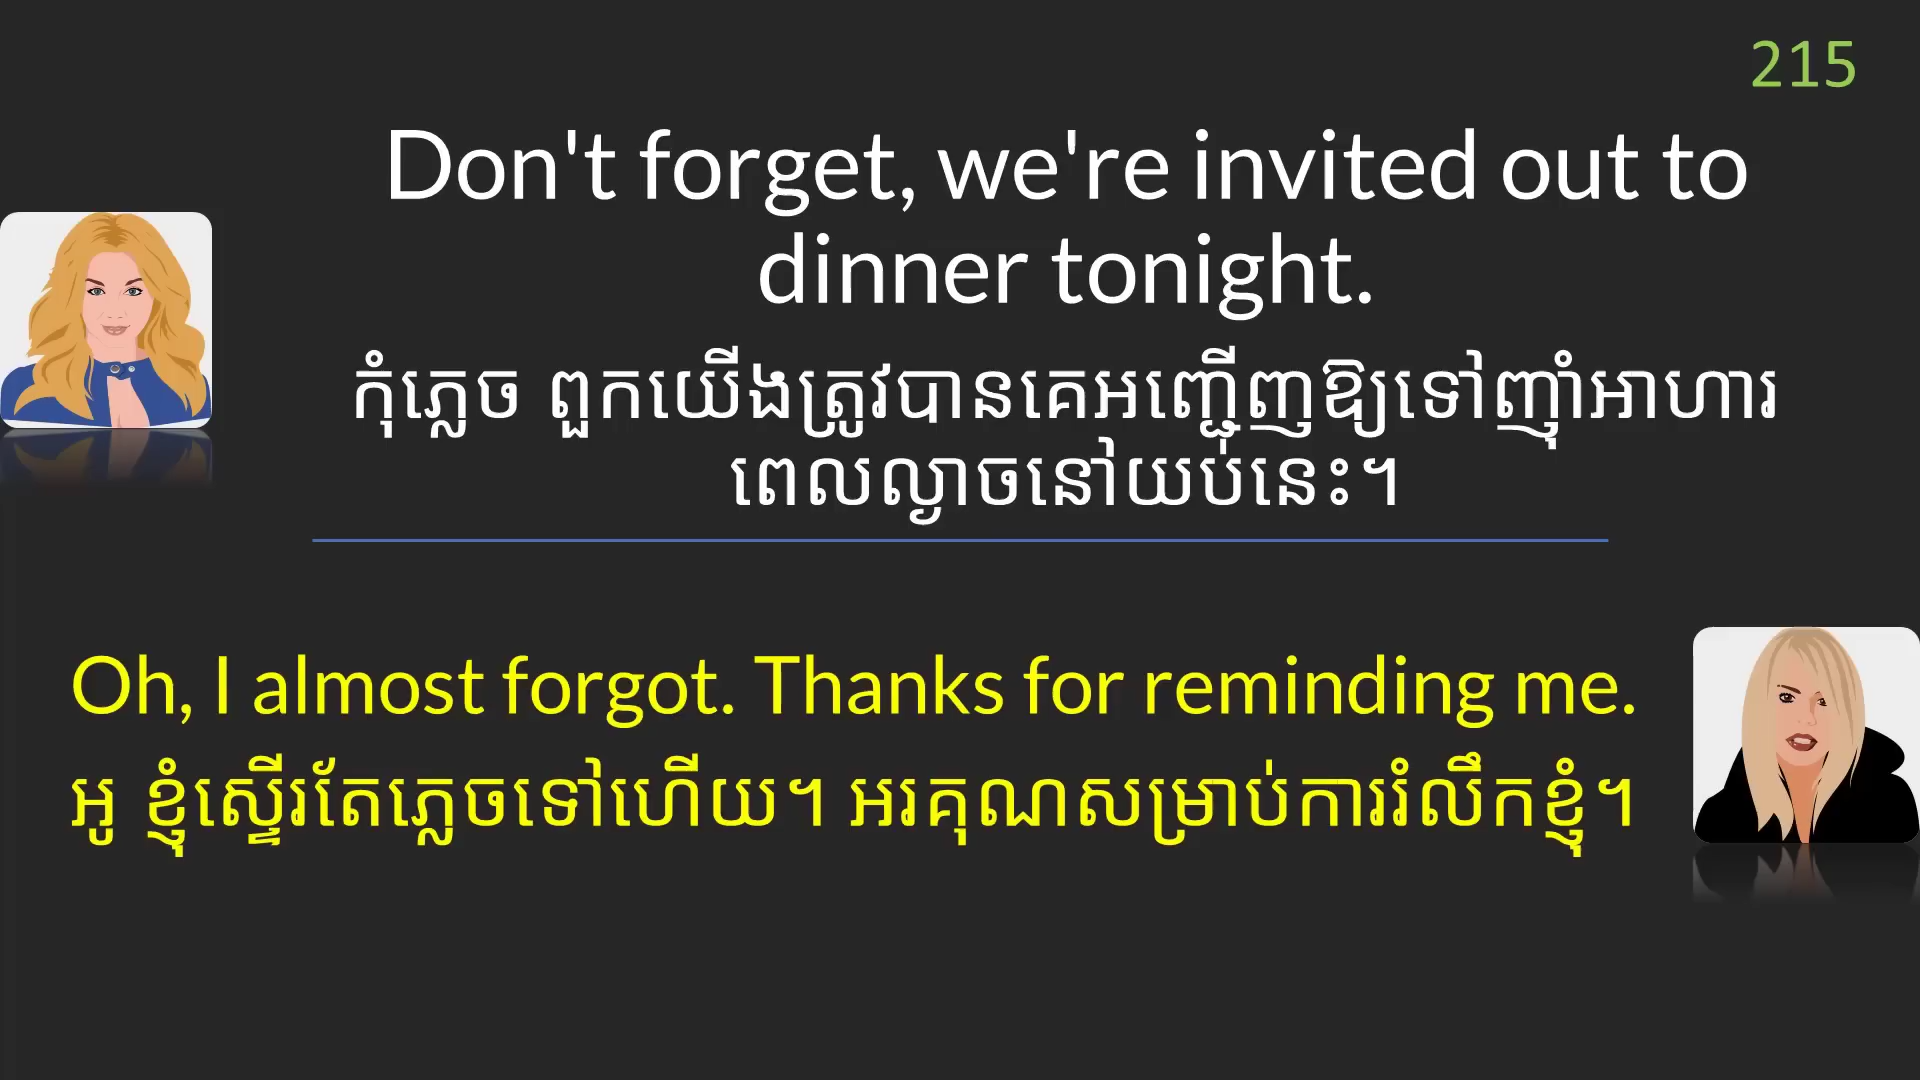 215
Don't forget, we're invited out to
dinner tonight.
កុំភ្លេច ពួកយើងត្រូវបានគេអញ្ជើញឱ្យទៅញ៉ាំអាហារ
ពេលល្ងាចនៅយប់នេះ។
Oh, I almost forgot. Thanks for reminding me.
អូ ខ្ញុំស្ទើរតែភ្លេចទៅហើយ។ អរគុណសម្រាប់ការរំលឹកខ្ញុំ។